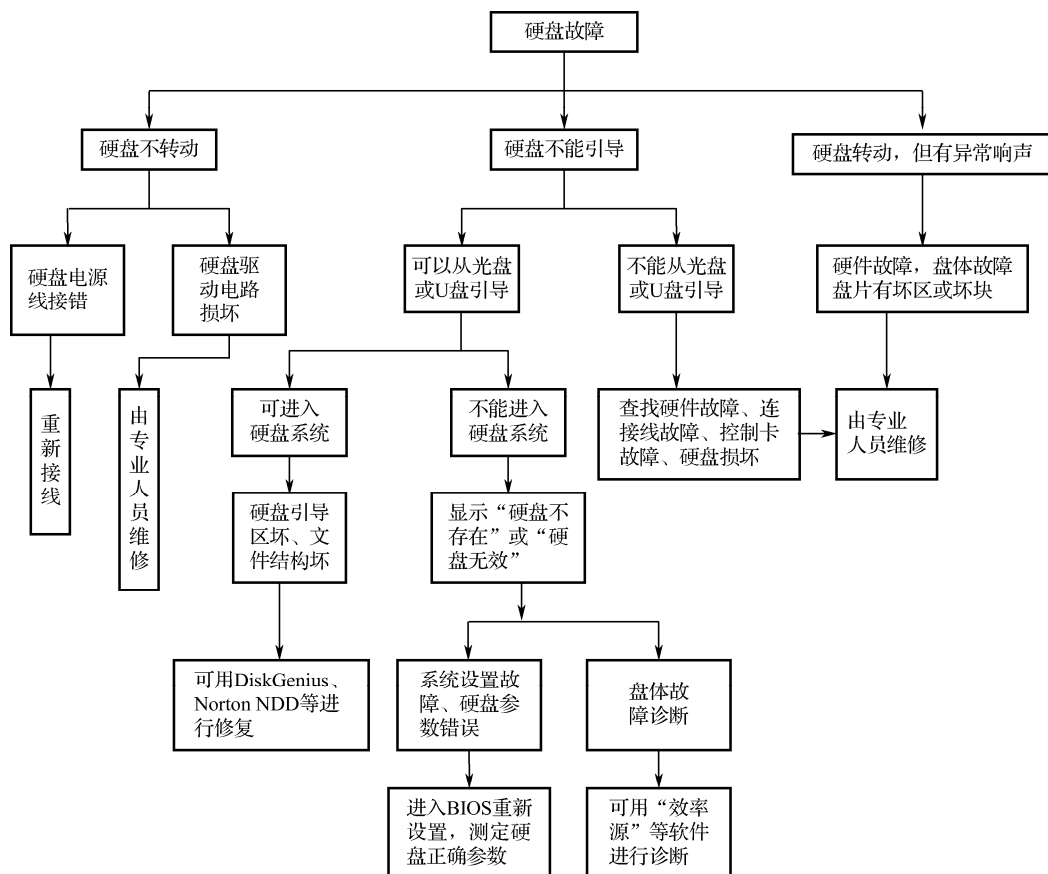 硬盘故障
硬盘不转动
硬盘不能引导
硬盘转动，但有异常响声
硬盘电源
线接错
硬盘驱
动电路
损坏
可以从光盘
或U盘引导
不能从光盘
或U盘引导
硬件故障，盘体故障
盘片有坏区或坏块
重新接线
由专业人员维修
可进入
硬盘系统
不能进入
硬盘系统
查找硬件故障、连
接线故障、控制卡
故障、硬盘损坏
由专业
人员维修
硬盘引导
区坏、文
件结构坏
显示“硬盘不
存在”或“硬
盘无效”
可用DiskGenius、
Norton NDD等进
行修复
系统设置故
障、硬盘参
数错误
盘体故
障诊断
进入BIOS重新
设置，测定硬
盘正确参数
可用“效率
源”等软件
进行诊断